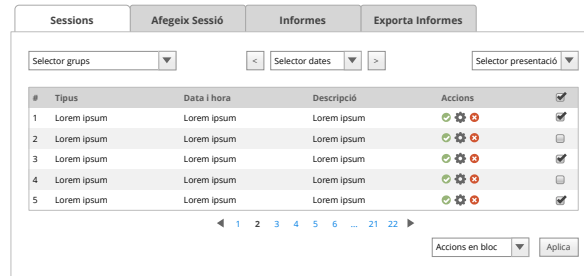 Sessions Afegeix Sessió Informes Exporta Informes
Selector grups < Selector dates > Selector presentació
# Tipus Data i hora Descripció Accions
1 Lorem ipsum Lorem ipsum Lorem ipsum
2 Lorem ipsum Lorem ipsum Lorem ipsum
3 Lorem ipsum Lorem ipsum Lorem ipsum
4 Lorem ipsum Lorem ipsum Lorem ipsum
5 Lorem ipsum Lorem ipsum Lorem ipsum
1 2 3 4 5 6 ... 21 22
Accions en bloc Aplica